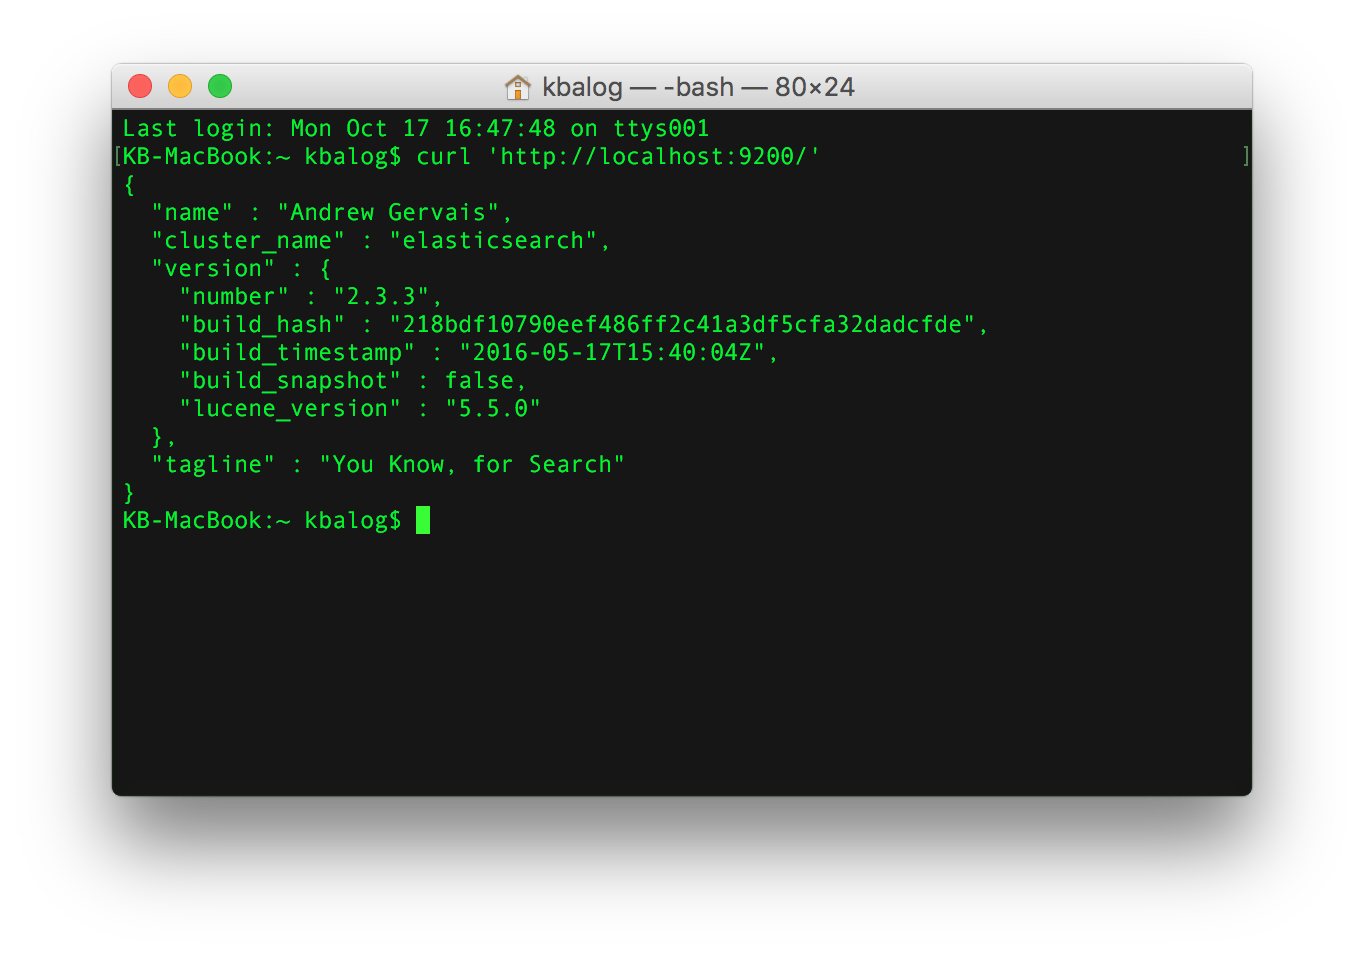 kbalog — -bash — 80×24
Last login: Mon Oct 17 16:47:48 on ttys001
[KB-MacBook:~ kbalog$ curl 'http://localhost:9200/' ]
{
  "name" : "Andrew Gervais",
  "cluster_name" : "elasticsearch",
  "version" : {
    "number" : "2.3.3",
    "build_hash" : "218bdf10790eef486ff2c41a3df5cfa32dadcfde",
    "build_timestamp" : "2016-05-17T15:40:04Z",
    "build_snapshot" : false,
    "lucene_version" : "5.5.0"
  },
  "tagline" : "You Know, for Search"
}
KB-MacBook:~ kbalog$